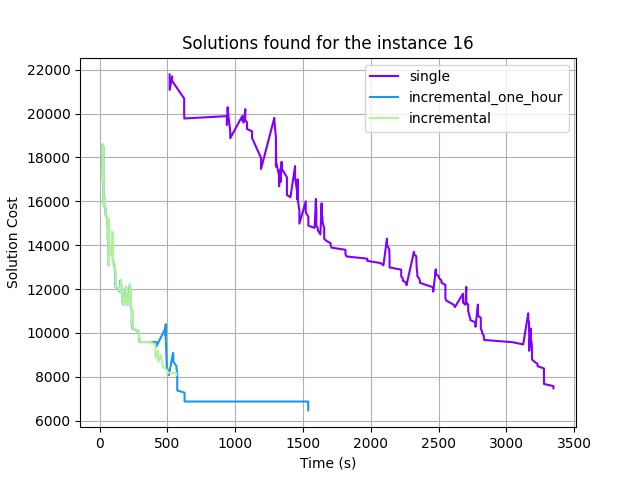 Solutions found for the instance 16
single
incremental_one_hour
incremental
Solution Cost
22000
20000
18000
16000
14000
12000
10000
8000
6000
0 500 1000 1500 2000 2500 3000 3500
Time (s)